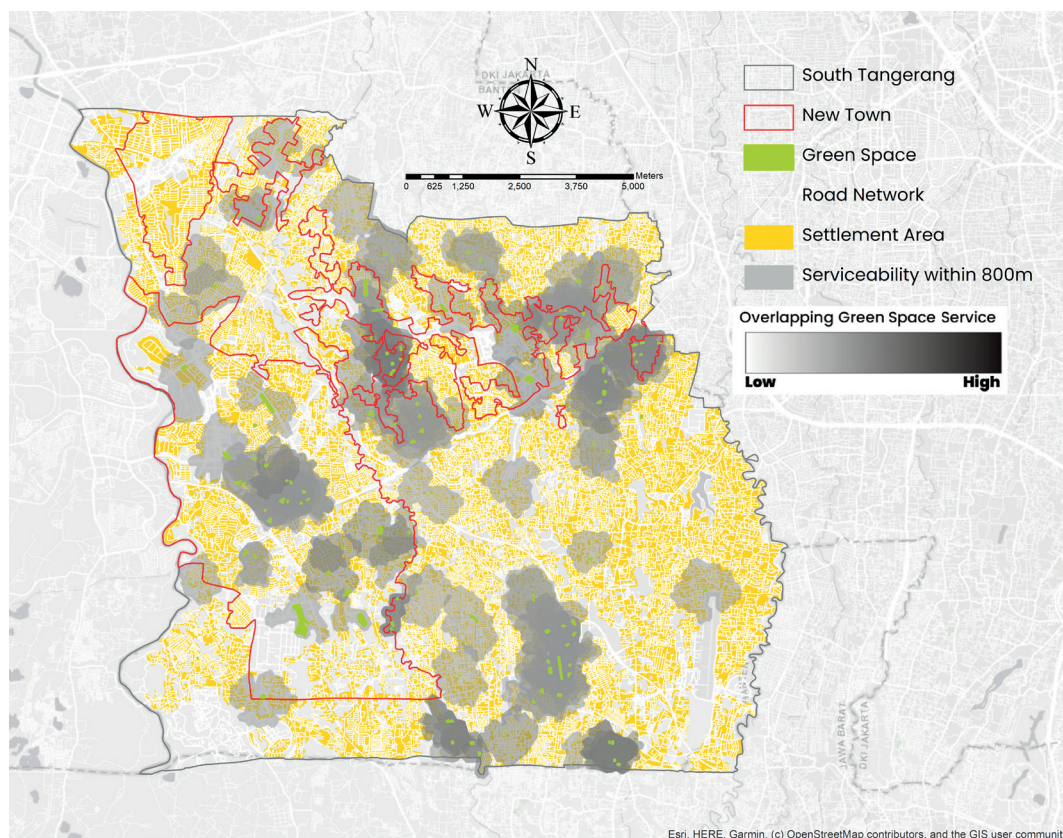 DKI JAKARTA
BANTEN
N
W
E
S
Meters
0 625 1,250 2,500 3,750 5,000
South Tangerang
New Town
Green Space
Road Network
Settlement Area
Serviceability within 800m
Overlapping Green Space Service
Low High
JAWA BARAT
DKI JAKARTA
Esri, HERE, Garmin, (c) OpenStreetMap contributors, and the GIS user communit